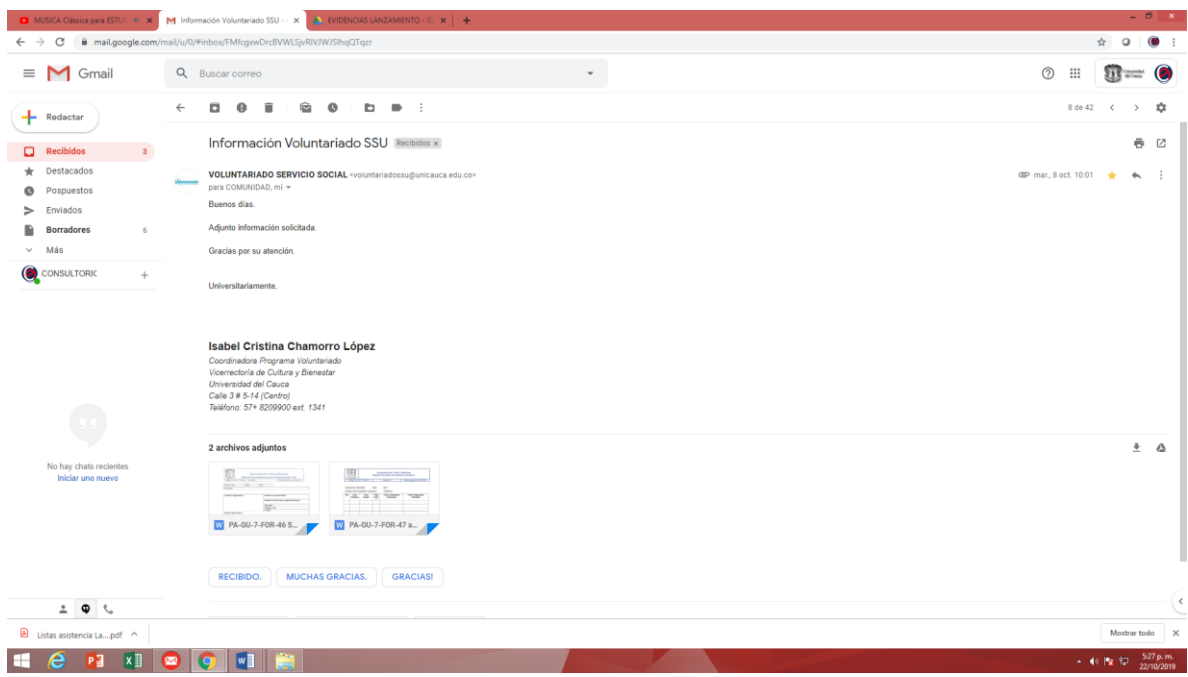 MUSICA Clássica para ESTUD
Información Voluntariado SSU -
EVIDENCIAS LANZAMIENTO - G
mail.google.com/mail/u/0/#inbox/FMfcgxwDrcBVWLSjvRlVJWJSlhqQTqzr
Gmail
Buscar correo
Redactar
8 de 42
Recibidos 3
Destacados
Pospuestos
Enviados
Borradores 6
Más
CONSULTORIC
Información Voluntariado SSU Recibidos x
VOLUNTARIADO SERVICIO SOCIAL <voluntariadossu@unicauca.edu.co>
mar., 8 oct. 10:01
para COMUNIDAD, mí
Buenos días.
Adjunto información solicitada.
Gracias por su atención.
Universitariamente,
Isabel Cristina Chamorro López
Coordinadora Programa Voluntariado
Vicerrectoría de Cultura y Bienestar
Universidad del Cauca
Calle 3 # 5-14 (Centro)
Teléfono: 57+ 8209900 ext. 1341
2 archivos adjuntos
W PA-GU-7-FOR-46 S...
W PA-GU-7-FOR-47 a...
RECIBIDO.
MUCHAS GRACIAS.
GRACIAS!
No hay chats recientes
Iniciar uno nuevo
Listas asistencia La....pdf
Mostrar todo
5:27 p. m.
22/10/2019